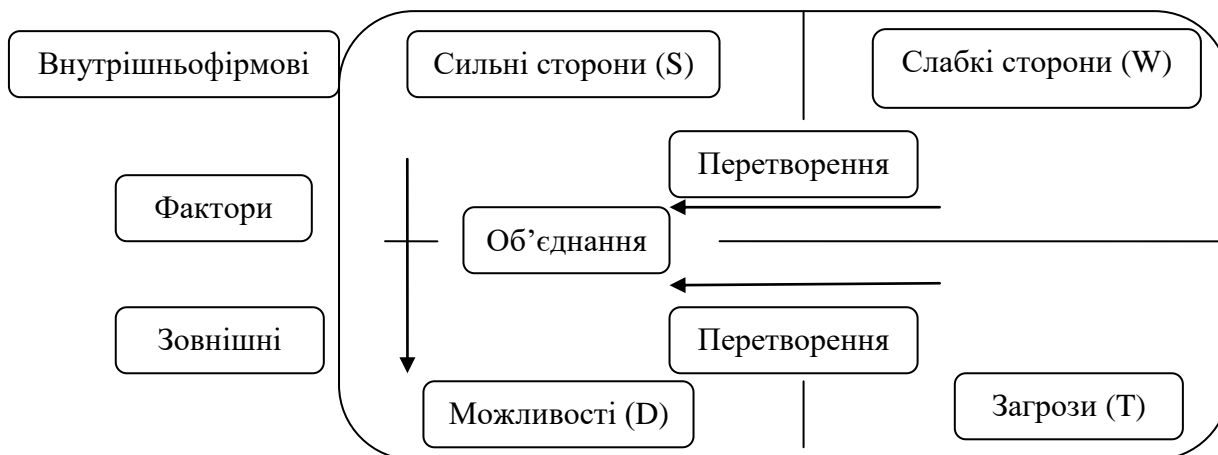 Внутрішньофірмові
Сильні сторони (S)
Слабкі сторони (W)
Перетворення
Фактори
Об’єднання
Зовнішні
Перетворення
Можливості (D)
Загрози (T)